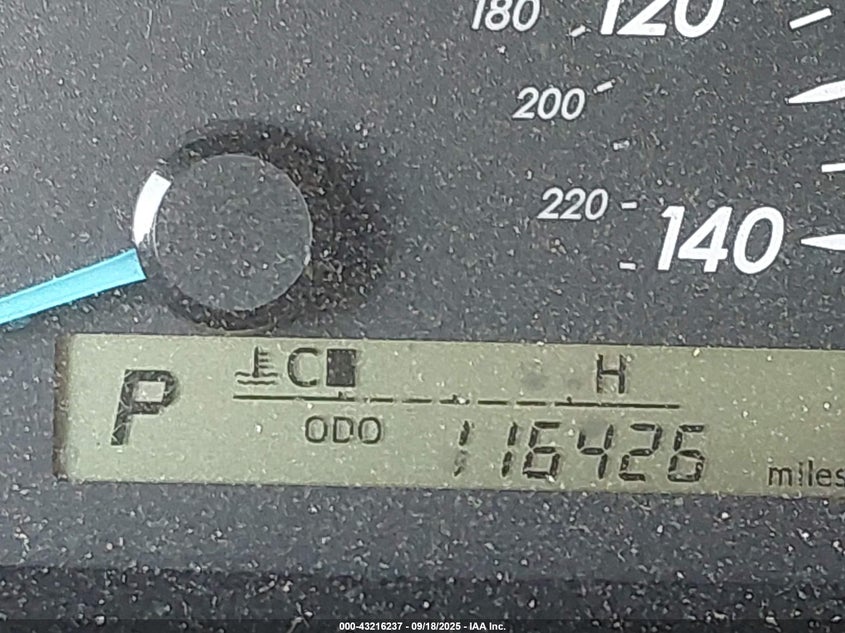 180 120
200
220 140
P C H
ODO 116426 miles
000-43216237 - 09/18/2025 - IAA Inc.